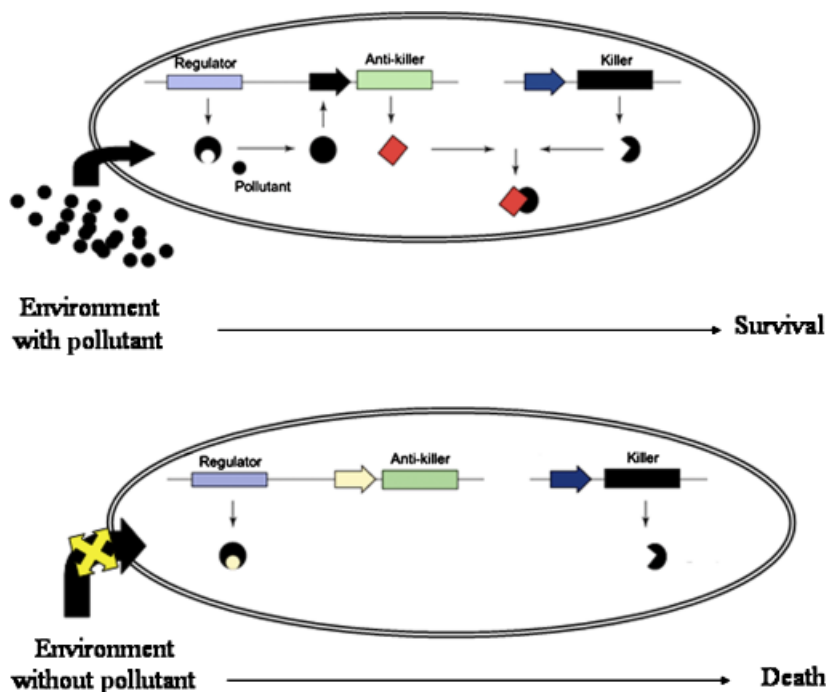 Regulator
Anti-killer
Killer
Pollutant
Environment
with pollutant
Survival
Regulator
Anti-killer
Killer
Environment
without pollutant
Death